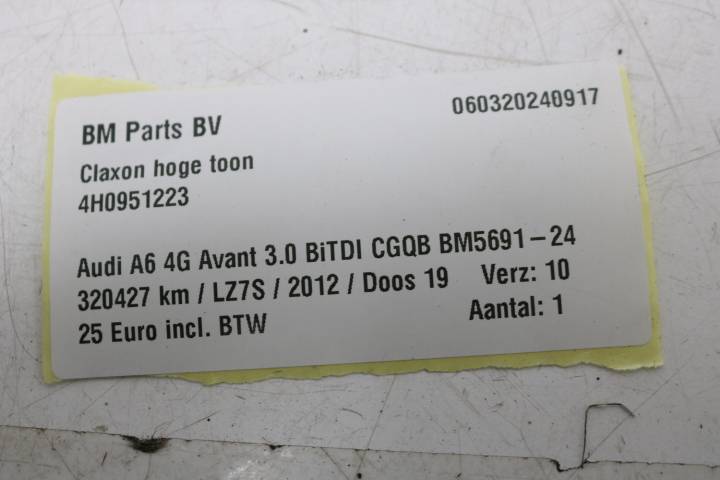 BM Parts BV 060320240917
Claxon hoge toon
4H0951223
Audi A6 4G Avant 3.0 BiTDI CGQB BM5691-24
320427 km / LZ7S / 2012 / Doos 19 Verz: 10
25 Euro incl. BTW Aantal: 1